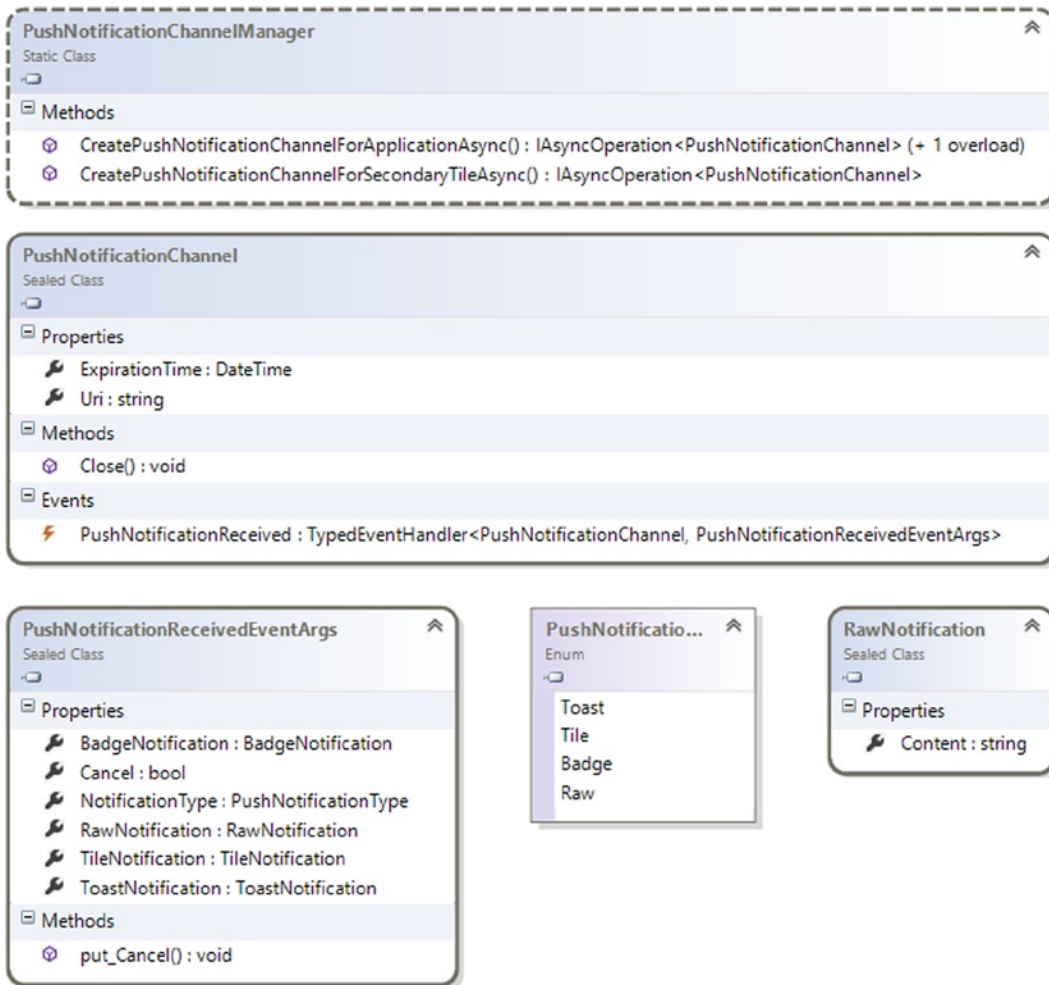 PushNotificationChannelManager
Static Class
Methods
CreatePushNotificationChannelForApplicationAsync() : IAsyncOperation<PushNotificationChannel> (+ 1 overload)
CreatePushNotificationChannelForSecondaryTileAsync() : IAsyncOperation<PushNotificationChannel>
PushNotificationChannel
Sealed Class
Properties
ExpirationTime : DateTime
Uri : string
Methods
Close() : void
Events
PushNotificationReceived : TypedEventHandler<PushNotificationChannel, PushNotificationReceivedEventArgs>
PushNotificationReceivedEventArgs
Sealed Class
Properties
BadgeNotification : BadgeNotification
Cancel : bool
NotificationType : PushNotificationType
RawNotification : RawNotification
TileNotification : TileNotification
ToastNotification : ToastNotification
Methods
put_Cancel() : void
PushNotificatio...
Enum
Toast
Tile
Badge
Raw
RawNotification
Sealed Class
Properties
Content : string